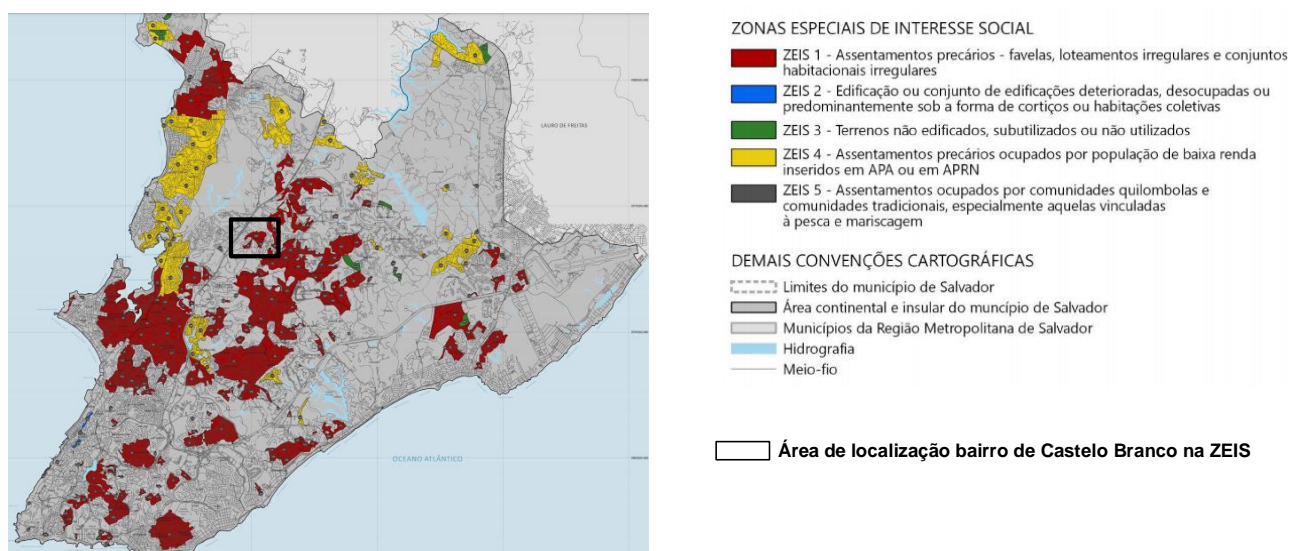 LAURO DE FREITAS
OCEANO ATLÂNTICO
ZONAS ESPECIAIS DE INTERESSE SOCIAL
ZEIS 1 - Assentamentos precários - favelas, loteamentos irregulares e conjuntos
habitacionais irregulares
ZEIS 2 - Edificação ou conjunto de edificações deterioradas, desocupadas ou
predominantemente sob a forma de cortiços ou habitações coletivas
ZEIS 3 - Terrenos não edificados, subutilizados ou não utilizados
ZEIS 4 - Assentamentos precários ocupados por população de baixa renda
inseridos em APA ou em APRN
ZEIS 5 - Assentamentos ocupados por comunidades quilombolas e
comunidades tradicionais, especialmente aquelas vinculadas
à pesca e mariscagem
DEMAIS CONVENÇÕES CARTOGRÁFICAS
Limites do município de Salvador
Área continental e insular do muncípio de Salvador
Municípios da Região Metropolitana de Salvador
Hidrografia
Meio-fio
Área de localização bairro de Castelo Branco na ZEIS